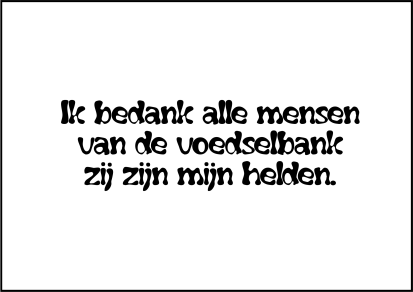 Ik bedank alle mensen
van de voedselbank
zij zijn mijn helden.